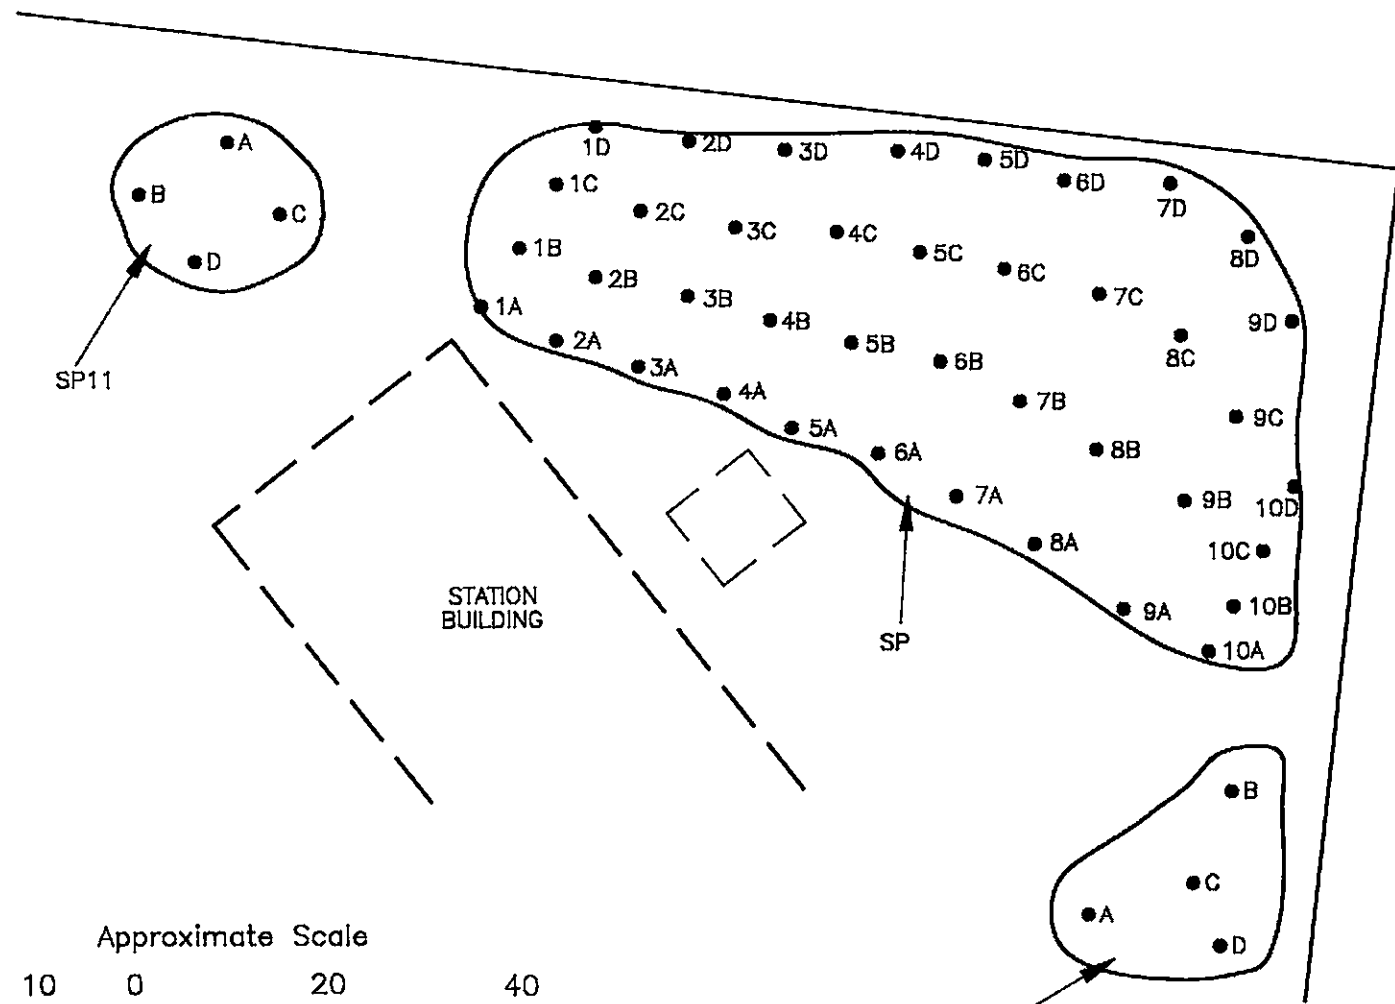 A
B
C
D
SP11
1D
2D
3D
4D
5D
6D
7D
8D
9D
10D
1C
2C
3C
4C
5C
6C
7C
8C
9C
10C
1B
2B
3B
4B
5B
6B
7B
8B
9B
10B
1A
2A
3A
4A
5A
6A
7A
8A
9A
10A
SP
STATION
BUILDING
B
C
A
D
Approximate Scale
10 0 20 40